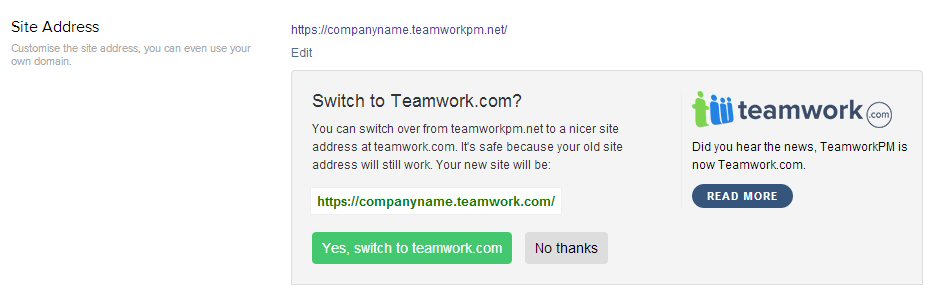 Site Address
Customise the site address, you can even use your
own domain.
https://companyname.teamworkpm.net/
Edit
Switch to Teamwork.com?
You can switch over from teamworkpm.net to a nicer site
address at teamwork.com. It's safe because your old site
address will still work. Your new site will be:
https://companyname.teamwork.com/
Yes, switch to teamwork.com
No thanks
teamwork .com
Did you hear the news, TeamworkPM is
now Teamwork.com.
READ MORE